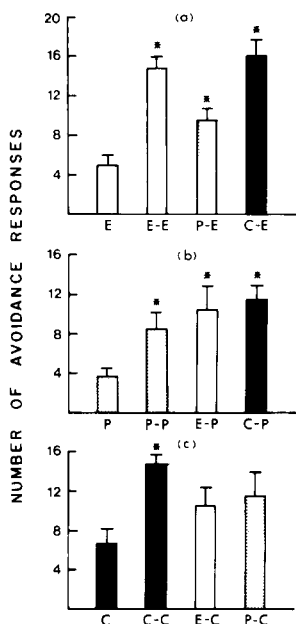 NUMBER OF AVOIDANCE RESPONSES
(a)
20
16
12
8
4
*
*
*
E E-E P-E C-E
(b)
16
12
8
4
*
*
*
P P-P E-P C-P
(c)
16
12
8
4
*
C C-C E-C P-C